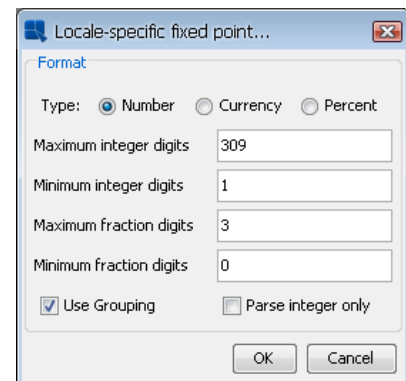 Locale-specific fixed point...
Format
Type: Number Currency Percent
Maximum integer digits 309
Minimum integer digits 1
Maximum fraction digits 3
Minimum fraction digits 0
Use Grouping Parse integer only
OK Cancel